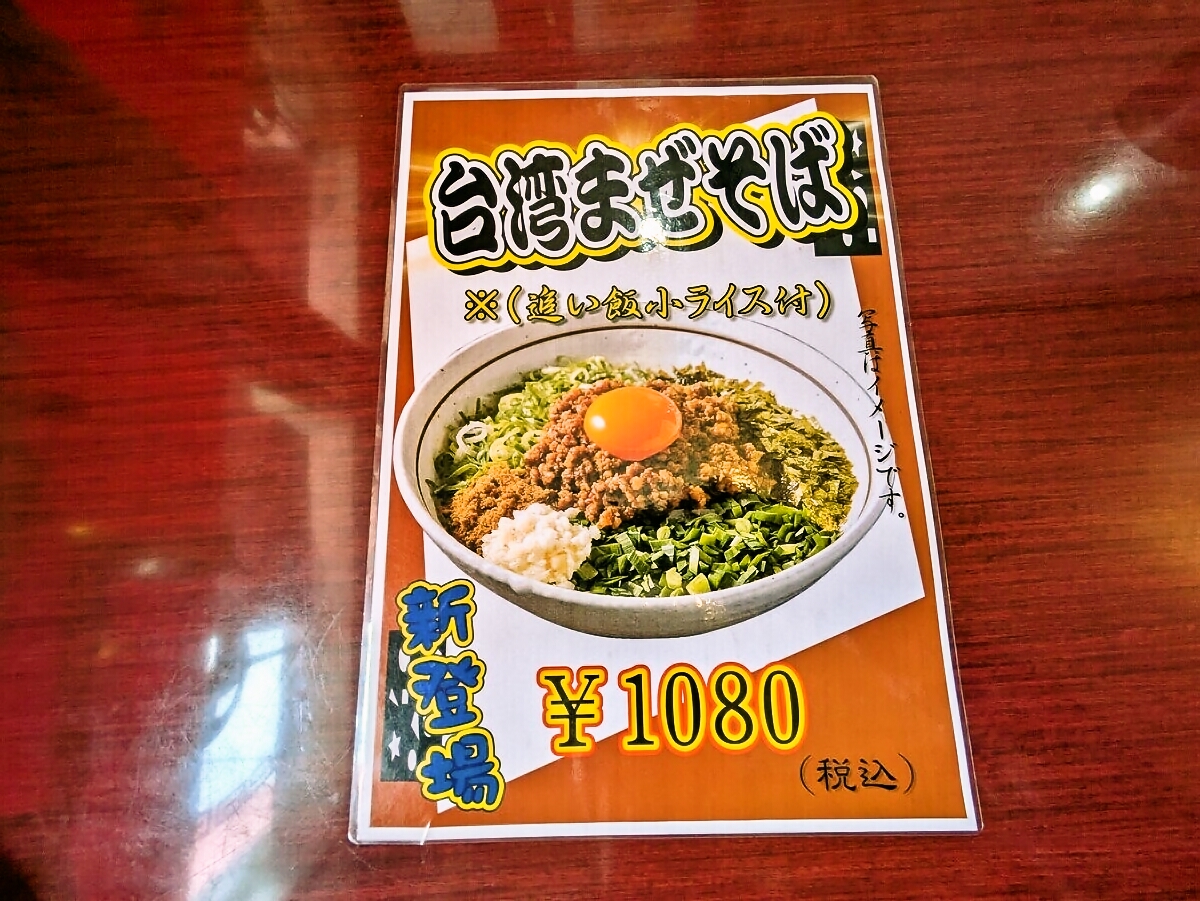 台湾まぜそば
※(追い飯小ライス付)
写真はイメージです。
新登場
¥1080
(税込)